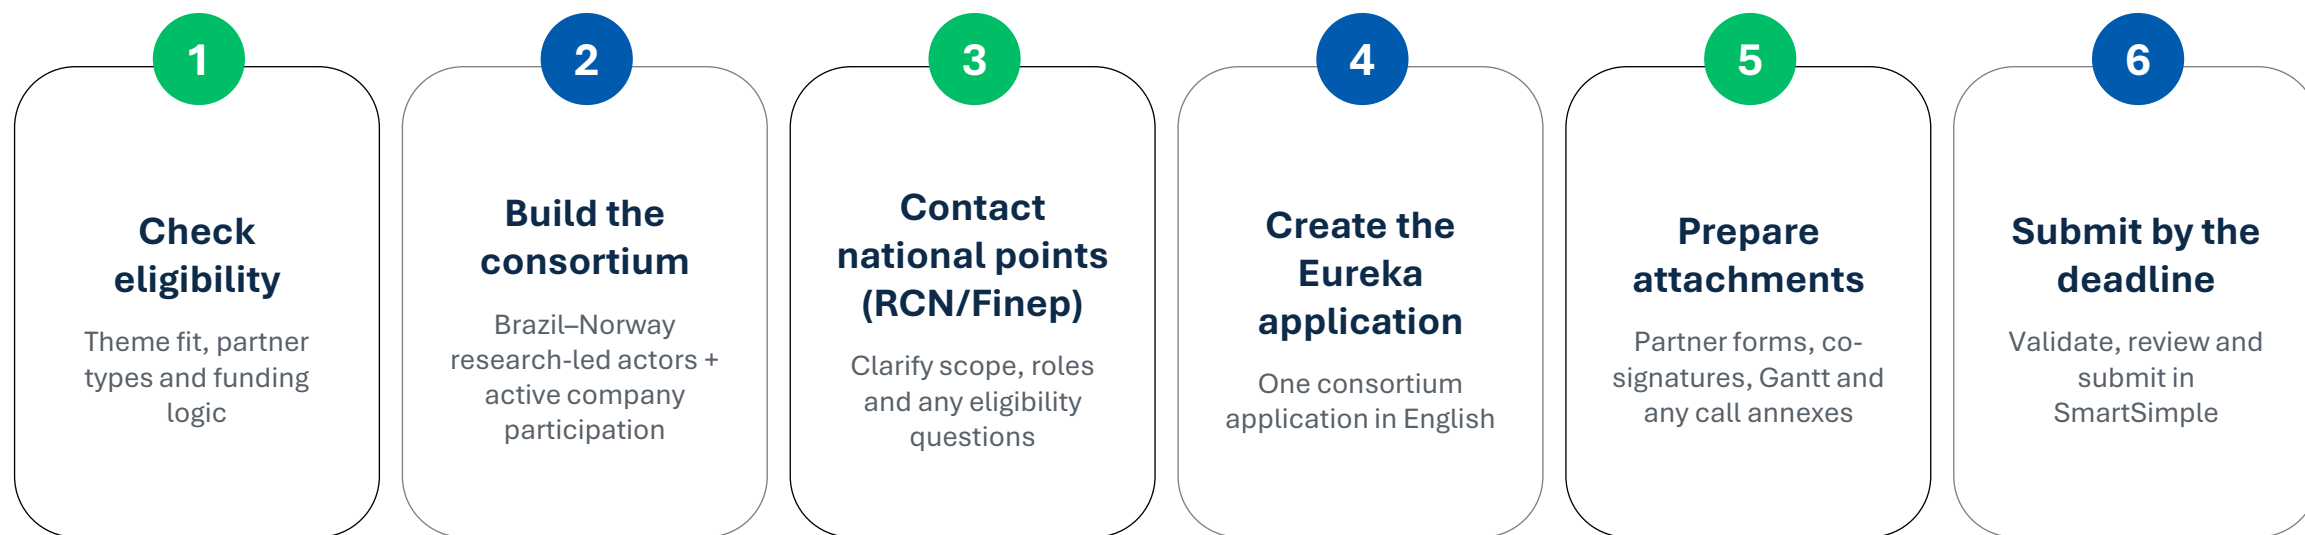 1
Check
eligibility
Theme fit, partner
types and funding
logic
2
Build the
consortium
Brazil–Norway
research-led actors +
active company
participation
3
Contact
national points
(RCN/Finep)
Clarify scope, roles
and any eligibility
questions
4
Create the
Eureka
application
One consortium
application in English
5
Prepare
attachments
Partner forms, co-
signatures, Gantt and
any call annexes
6
Submit by the
deadline
Validate, review and
submit in
SmartSimple